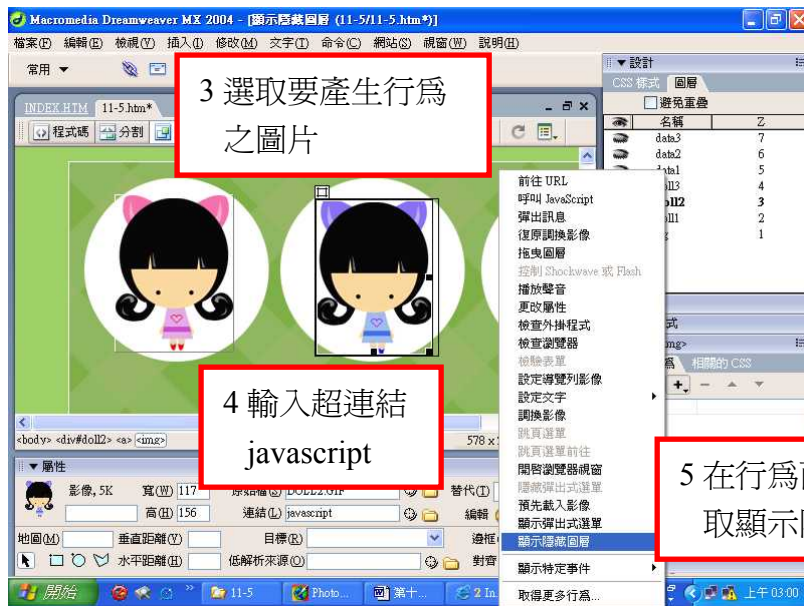 Macromedia Dreamweaver MX 2004 - [顯示隱藏圖層 (11-5/11-5.htm*)]
檔案(F) 編輯(E) 檢視(V) 插入(I) 修改(M) 文字(T) 命令(C) 網站(S) 視窗(W) 說明(H)
常用
3 選取要產生行為
之圖片
設計
CSS 樣式 圖層
避免重疊
名稱 Z
data3 7
data2 6
5
4
3
2
1
INDEX.HTM 11-5.htm*
程式碼 分割
前往 URL
呼叫 JavaScript
彈出訊息
復原調換影像
拖曳圖層
控制 Shockwave 或 Flash
播放聲音
更改屬性
檢查外掛程式
檢查瀏覽器
檢驗表單
設定導覽列影像
設定文字
調換影像
跳頁選單
跳頁選單前往
開啟瀏覽器視窗
隱藏彈出式選單
預先載入影像
顯示彈出式選單
顯示隱藏圖層
顯示特定事件
取得更多行為...
相關的 CSS
4 輸入超連結
javascript
<body> <div#doll2> <a> <img>
578 x
5 在行為
取顯示
屬性
影像, 5K 寬(W) 117 原始檔(S) DOLL2.GIF 替代(T)
高(H) 156 連結(L) javascript 編輯
地圖(M) 垂直距離(V) 目標(R) 邊框
水平距離(H) 低解析來源(O) 對齊
開始 11-5 Photo... 第十... 2 In 上午 03:00